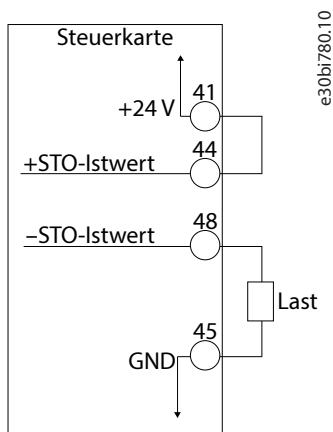 Steuerkarte
41
+24 V
44
+STO-Istwert
48
–STO-Istwert
Last
45
GND
e30bi780.10